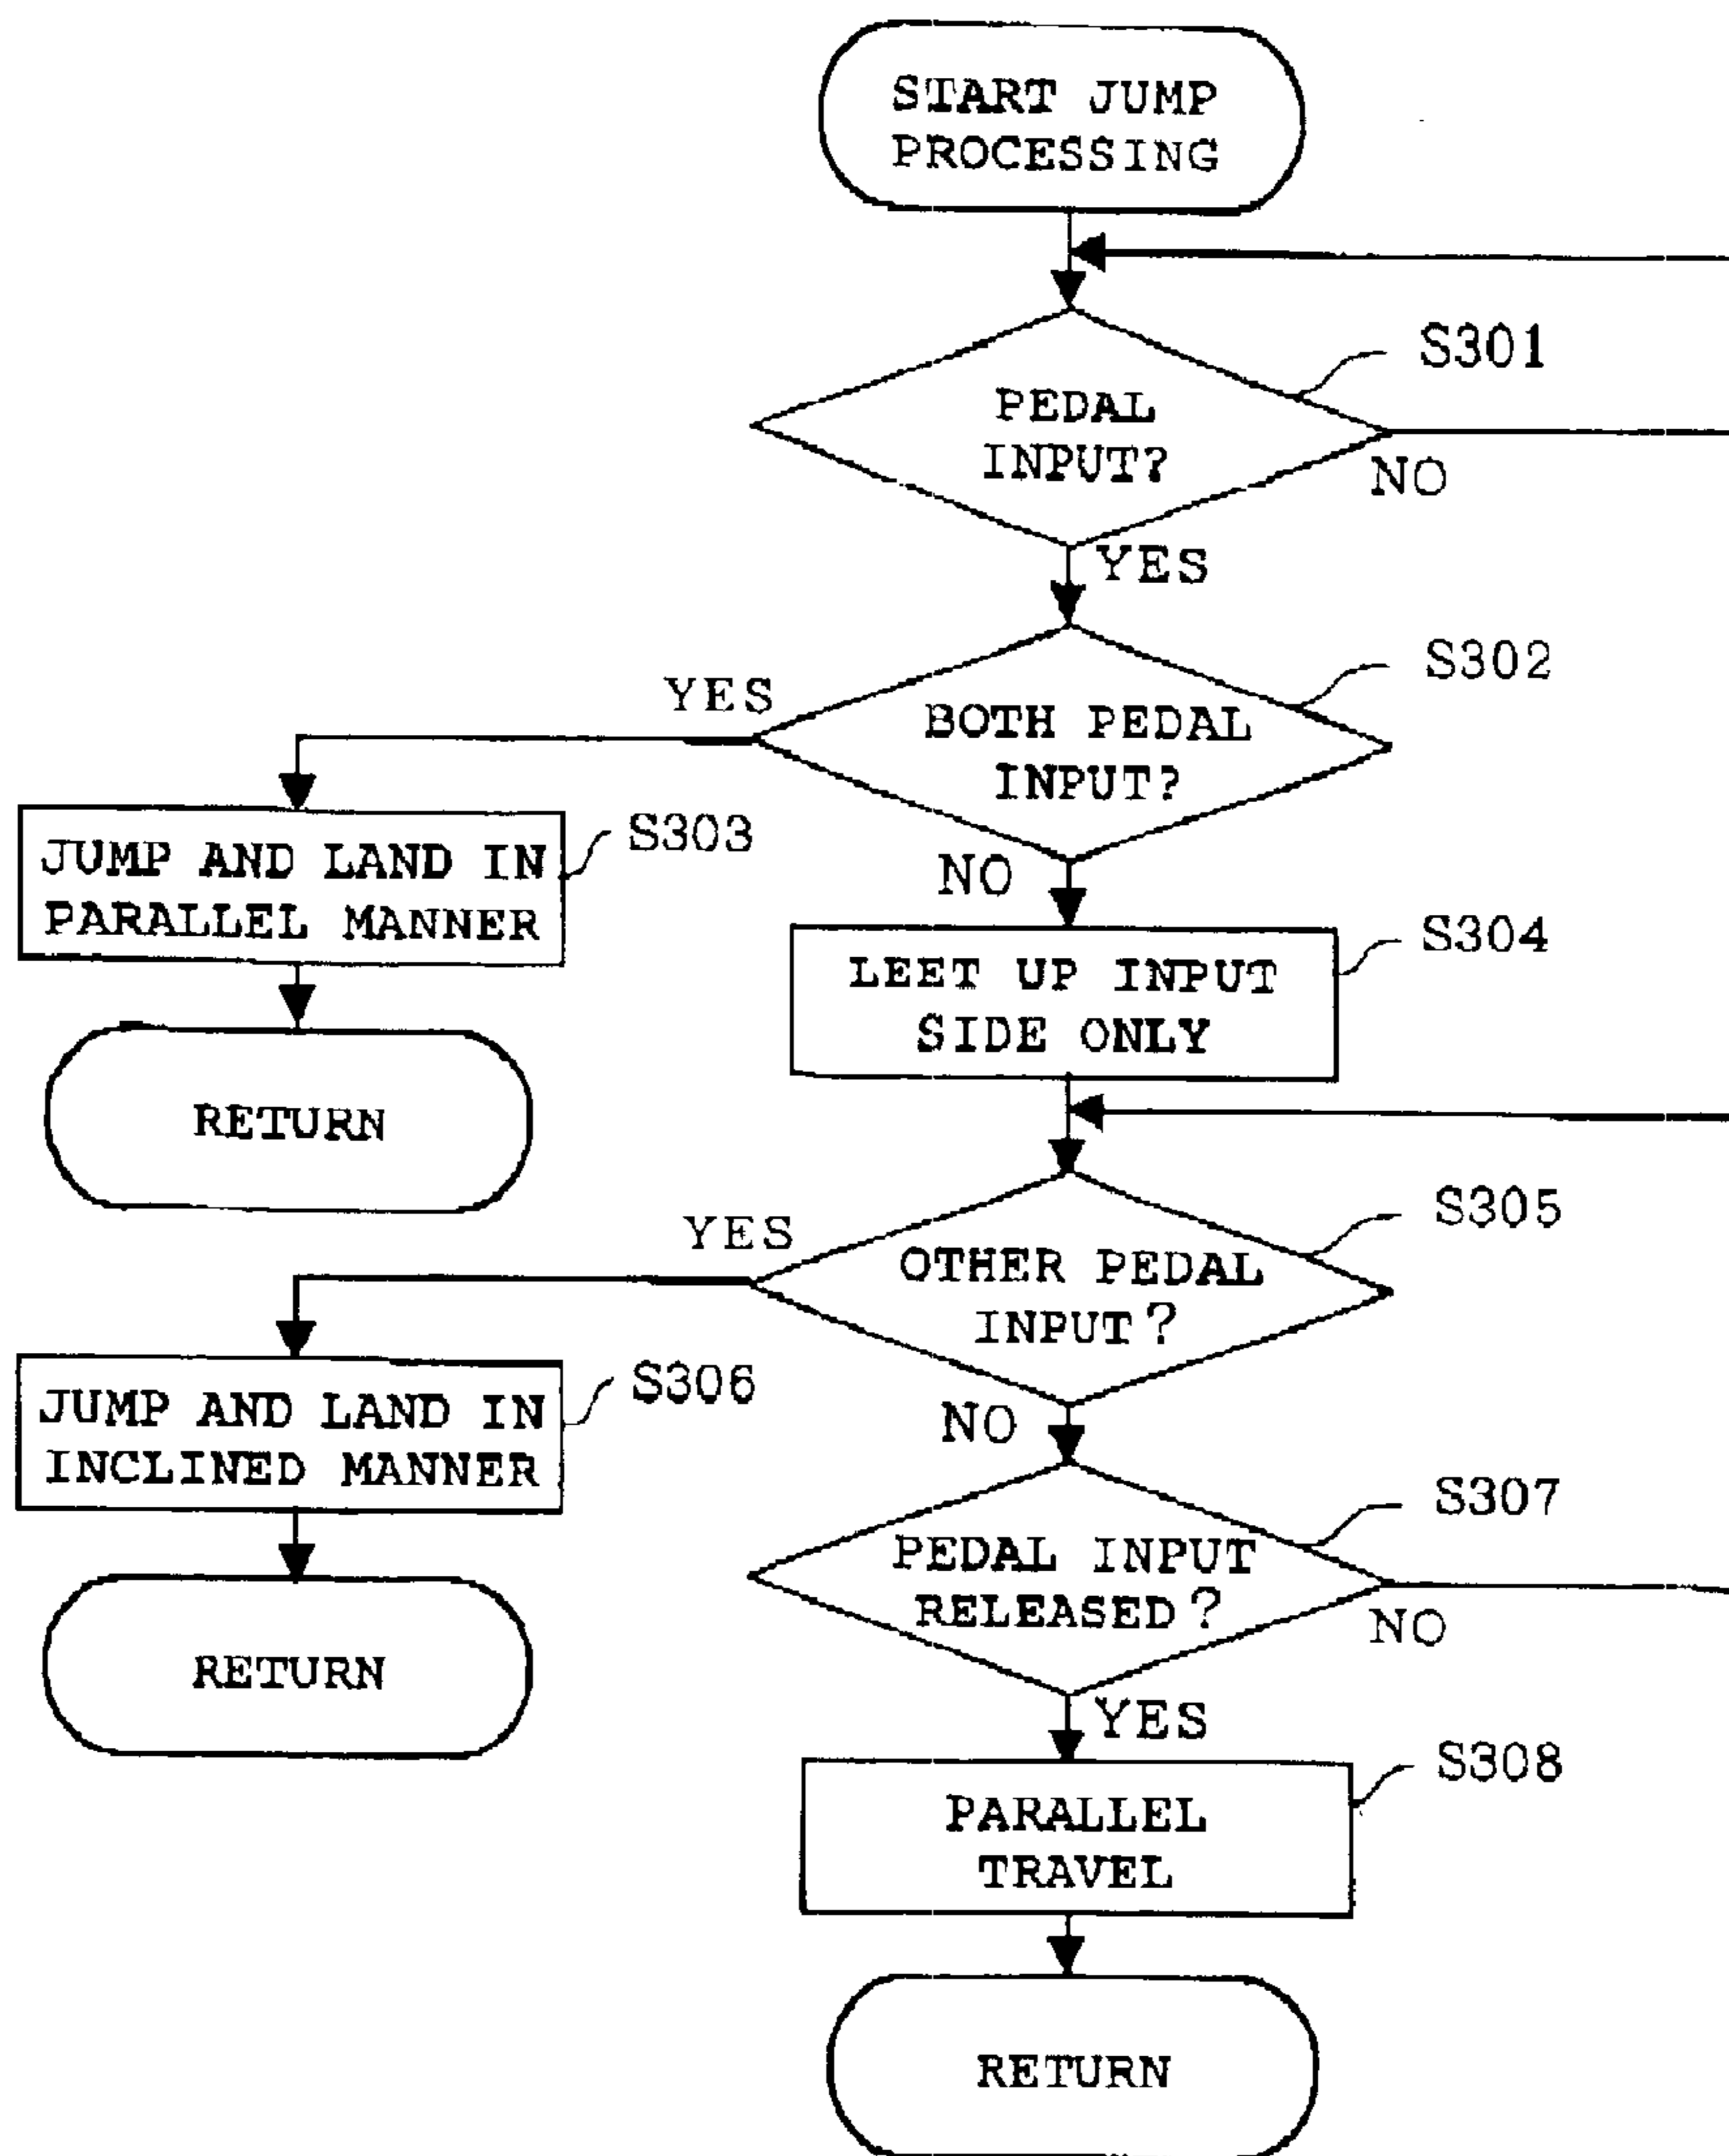 START JUMP
PROCESSING
S301
PEDAL
INPUT?
NO
YES
S302
YES
BOTH PEDAL
INPUT?
S303
JUMP AND LAND IN
PARALLEL MANNER
NO
S304
LEET UP INPUT
SIDE ONLY
RETURN
S305
YES
OTHER PEDAL
INPUT?
S306
JUMP AND LAND IN
INCLINED MANNER
NO
S307
PEDAL INPUT
RELEASED?
NO
RETURN
YES
S308
PARALLEL
TRAVEL
RETURN